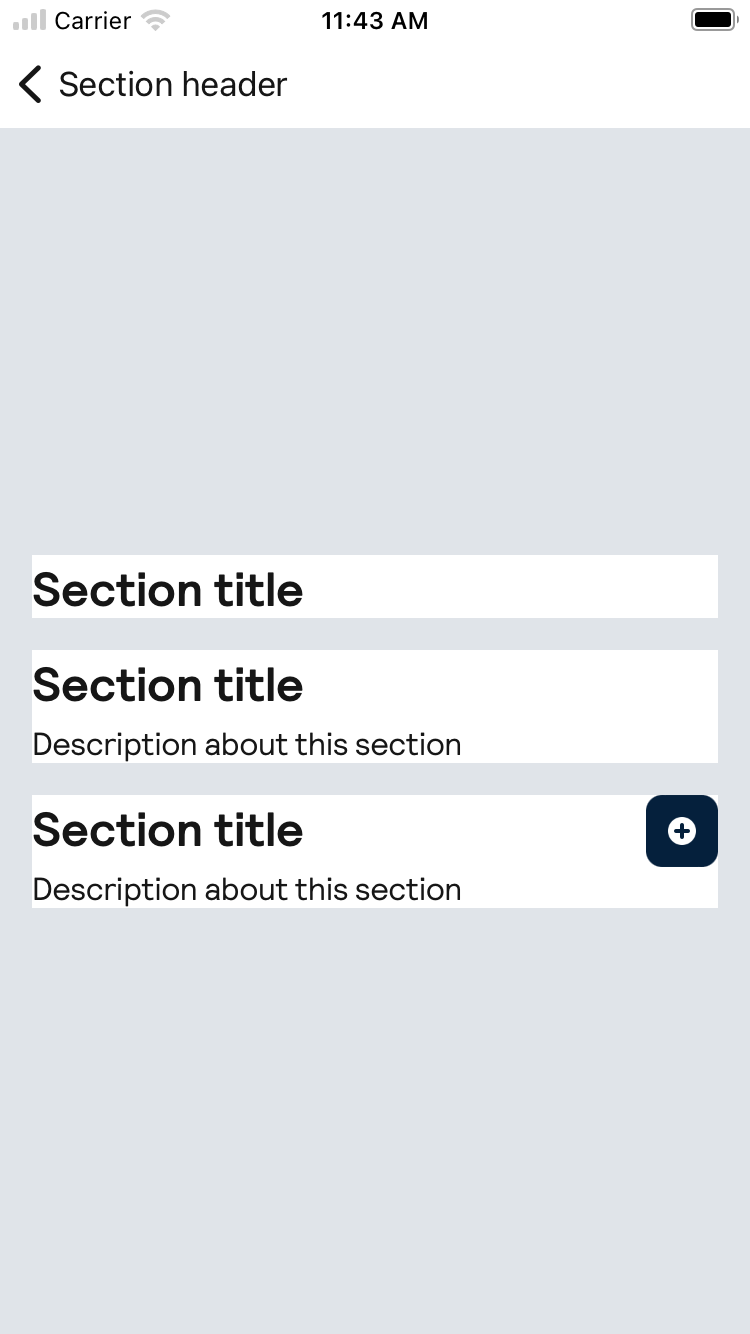 Carrier
11:43 AM
Section header
Section title
Section title
Description about this section
Section title
Description about this section